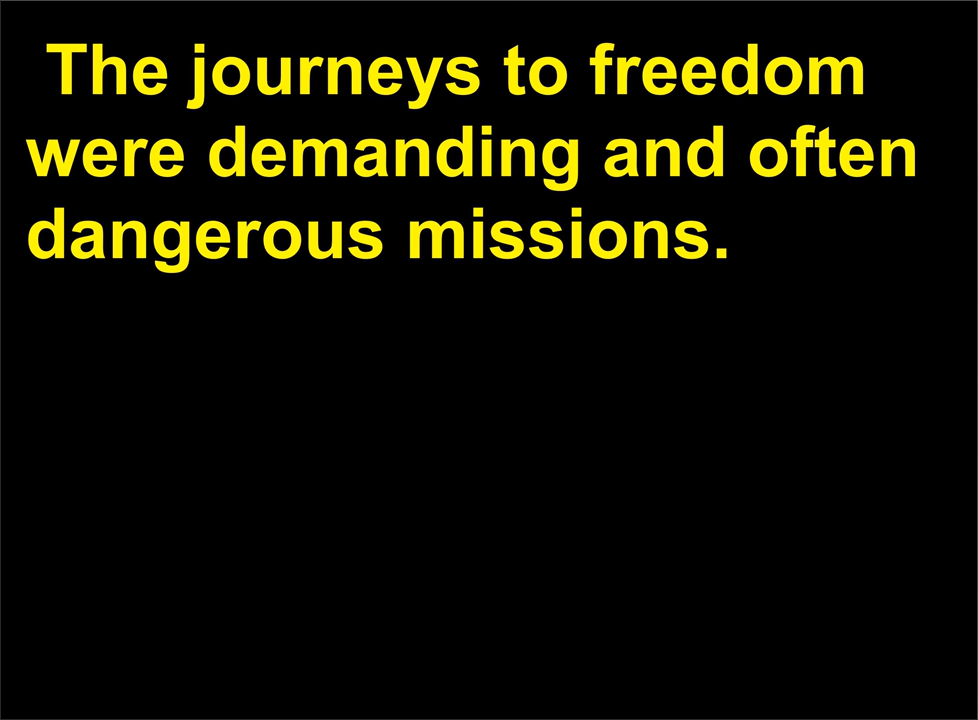 The journeys to freedom
were demanding and often
dangerous missions.